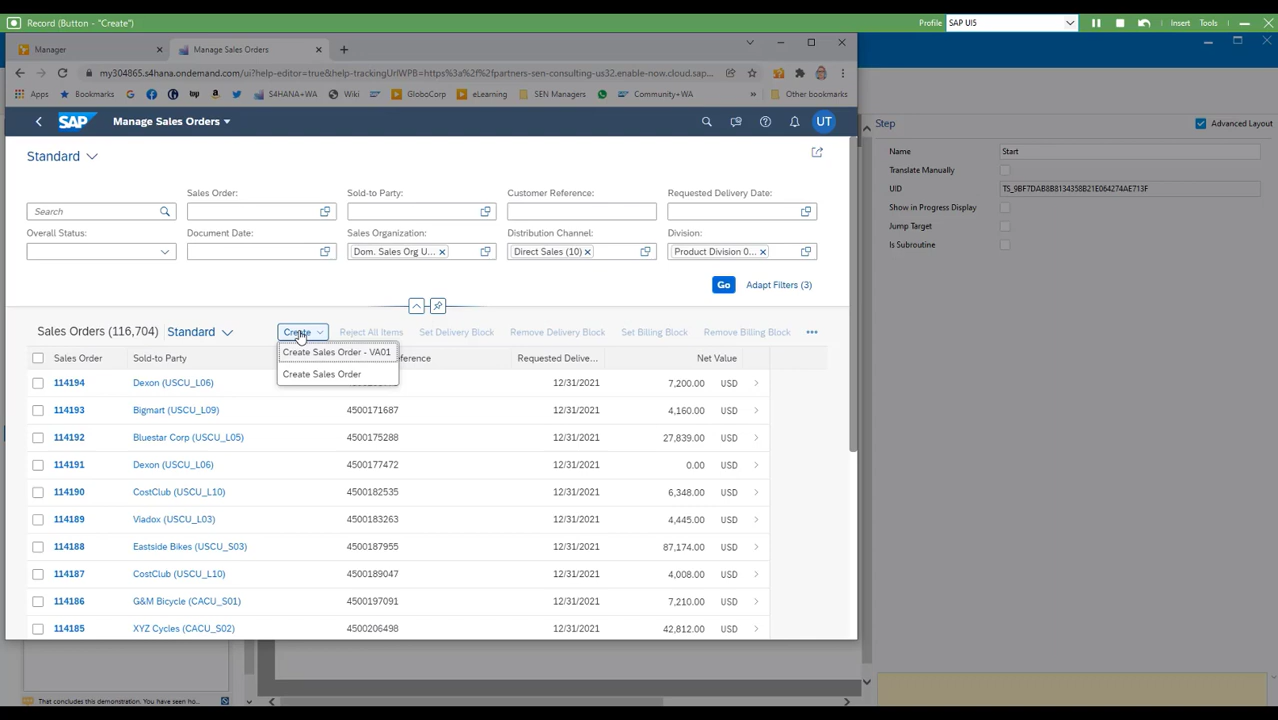 Record (Button - "Create")
Profile SAP UI5 Insert Tools
Manager Manage Sales Orders
my304865.s4hana.ondemand.com/ui?help-editor=true&help-trackingUrlWPB=https%3a%2f%2fpartners-sen-consulting-us32.enable-now.cloud.sap...
Apps Bookmarks S4HANA+WA Wiki GloboCorp eLearning SEN Managers Community+WA » Other bookmarks
SAP Manage Sales Orders UT
Step Advanced Layout
Name Start
Translate Manually
UID TS_9BF7DAB8B8134358B21E064274AE713F
Show in Progress Display
Jump Target
Is Subroutine
Standard
Sales Order: Sold-to Party: Customer Reference: Requested Delivery Date:
Search
Overall Status: Document Date: Sales Organization: Distribution Channel: Division:
Dom. Sales Org U... Direct Sales (10) Product Division 0...
Go Adapt Filters (3)
Sales Orders (116,704) Standard Create Reject All Items Set Delivery Block Remove Delivery Block Set Billing Block Remove Billing Block
Create Sales Order - VA01
Create Sales Order
Sales Order Sold-to Party Requested Delive... Net Value
114194 Dexon (USCU_L06) 12/31/2021 7,200.00 USD
114193 Bigmart (USCU_L09) 4500171687 12/31/2021 4,160.00 USD
114192 Bluestar Corp (USCU_L05) 4500175288 12/31/2021 27,839.00 USD
114191 Dexon (USCU_L06) 4500177472 12/31/2021 0.00 USD
114190 CostClub (USCU_L10) 4500182535 12/31/2021 6,348.00 USD
114189 Viadox (USCU_L03) 4500183263 12/31/2021 4,445.00 USD
114188 Eastside Bikes (USCU_S03) 4500187955 12/31/2021 87,174.00 USD
114187 CostClub (USCU_L10) 4500189047 12/31/2021 4,008.00 USD
114186 G&M Bicycle (CACU_S01) 4500197091 12/31/2021 7,210.00 USD
114185 XYZ Cycles (CACU_S02) 4500206498 12/31/2021 42,812.00 USD
That concludes this demonstration. You have seen ho...